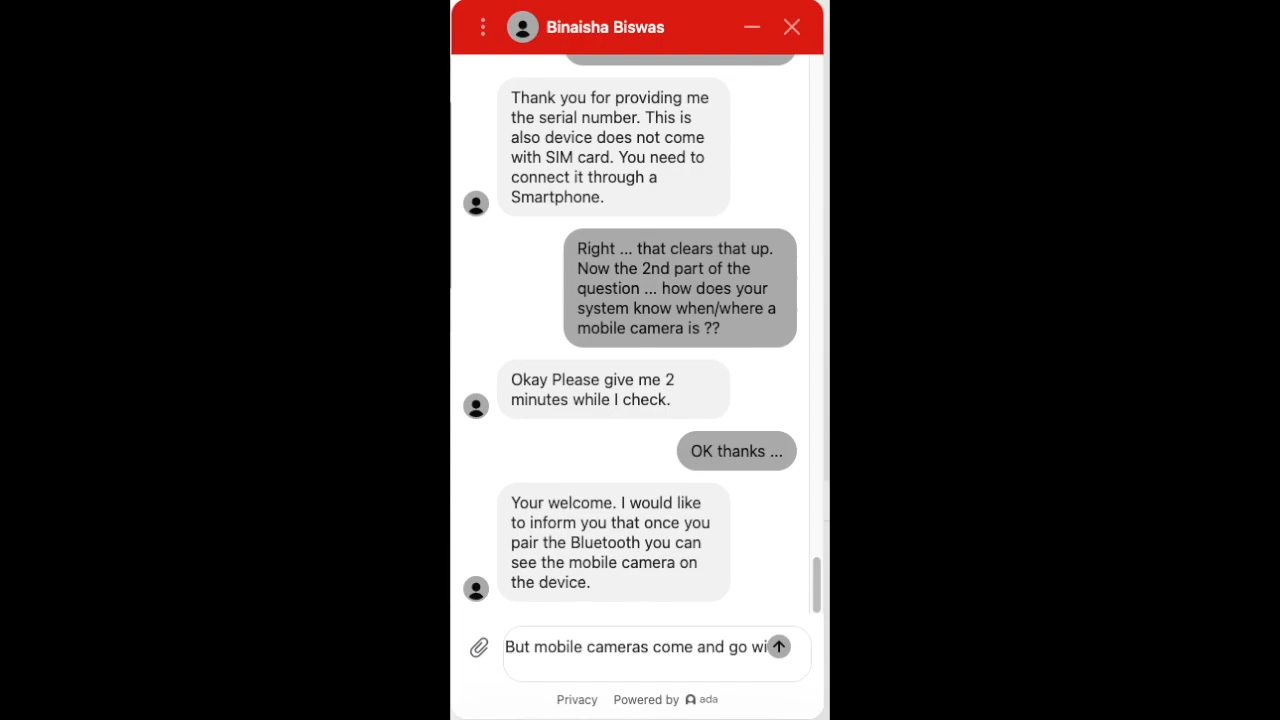 Binaisha Biswas
Thank you for providing me
the serial number. This is
also device does not come
with SIM card. You need to
connect it through a
Smartphone.
Right ... that clears that up.
Now the 2nd part of the
question ... how does your
system know when/where a
mobile camera is ??
Okay Please give me 2
minutes while I check.
OK thanks ...
Your welcome. I would like
to inform you that once you
pair the Bluetooth you can
see the mobile camera on
the device.
But mobile cameras come and go wi
Privacy Powered by ada